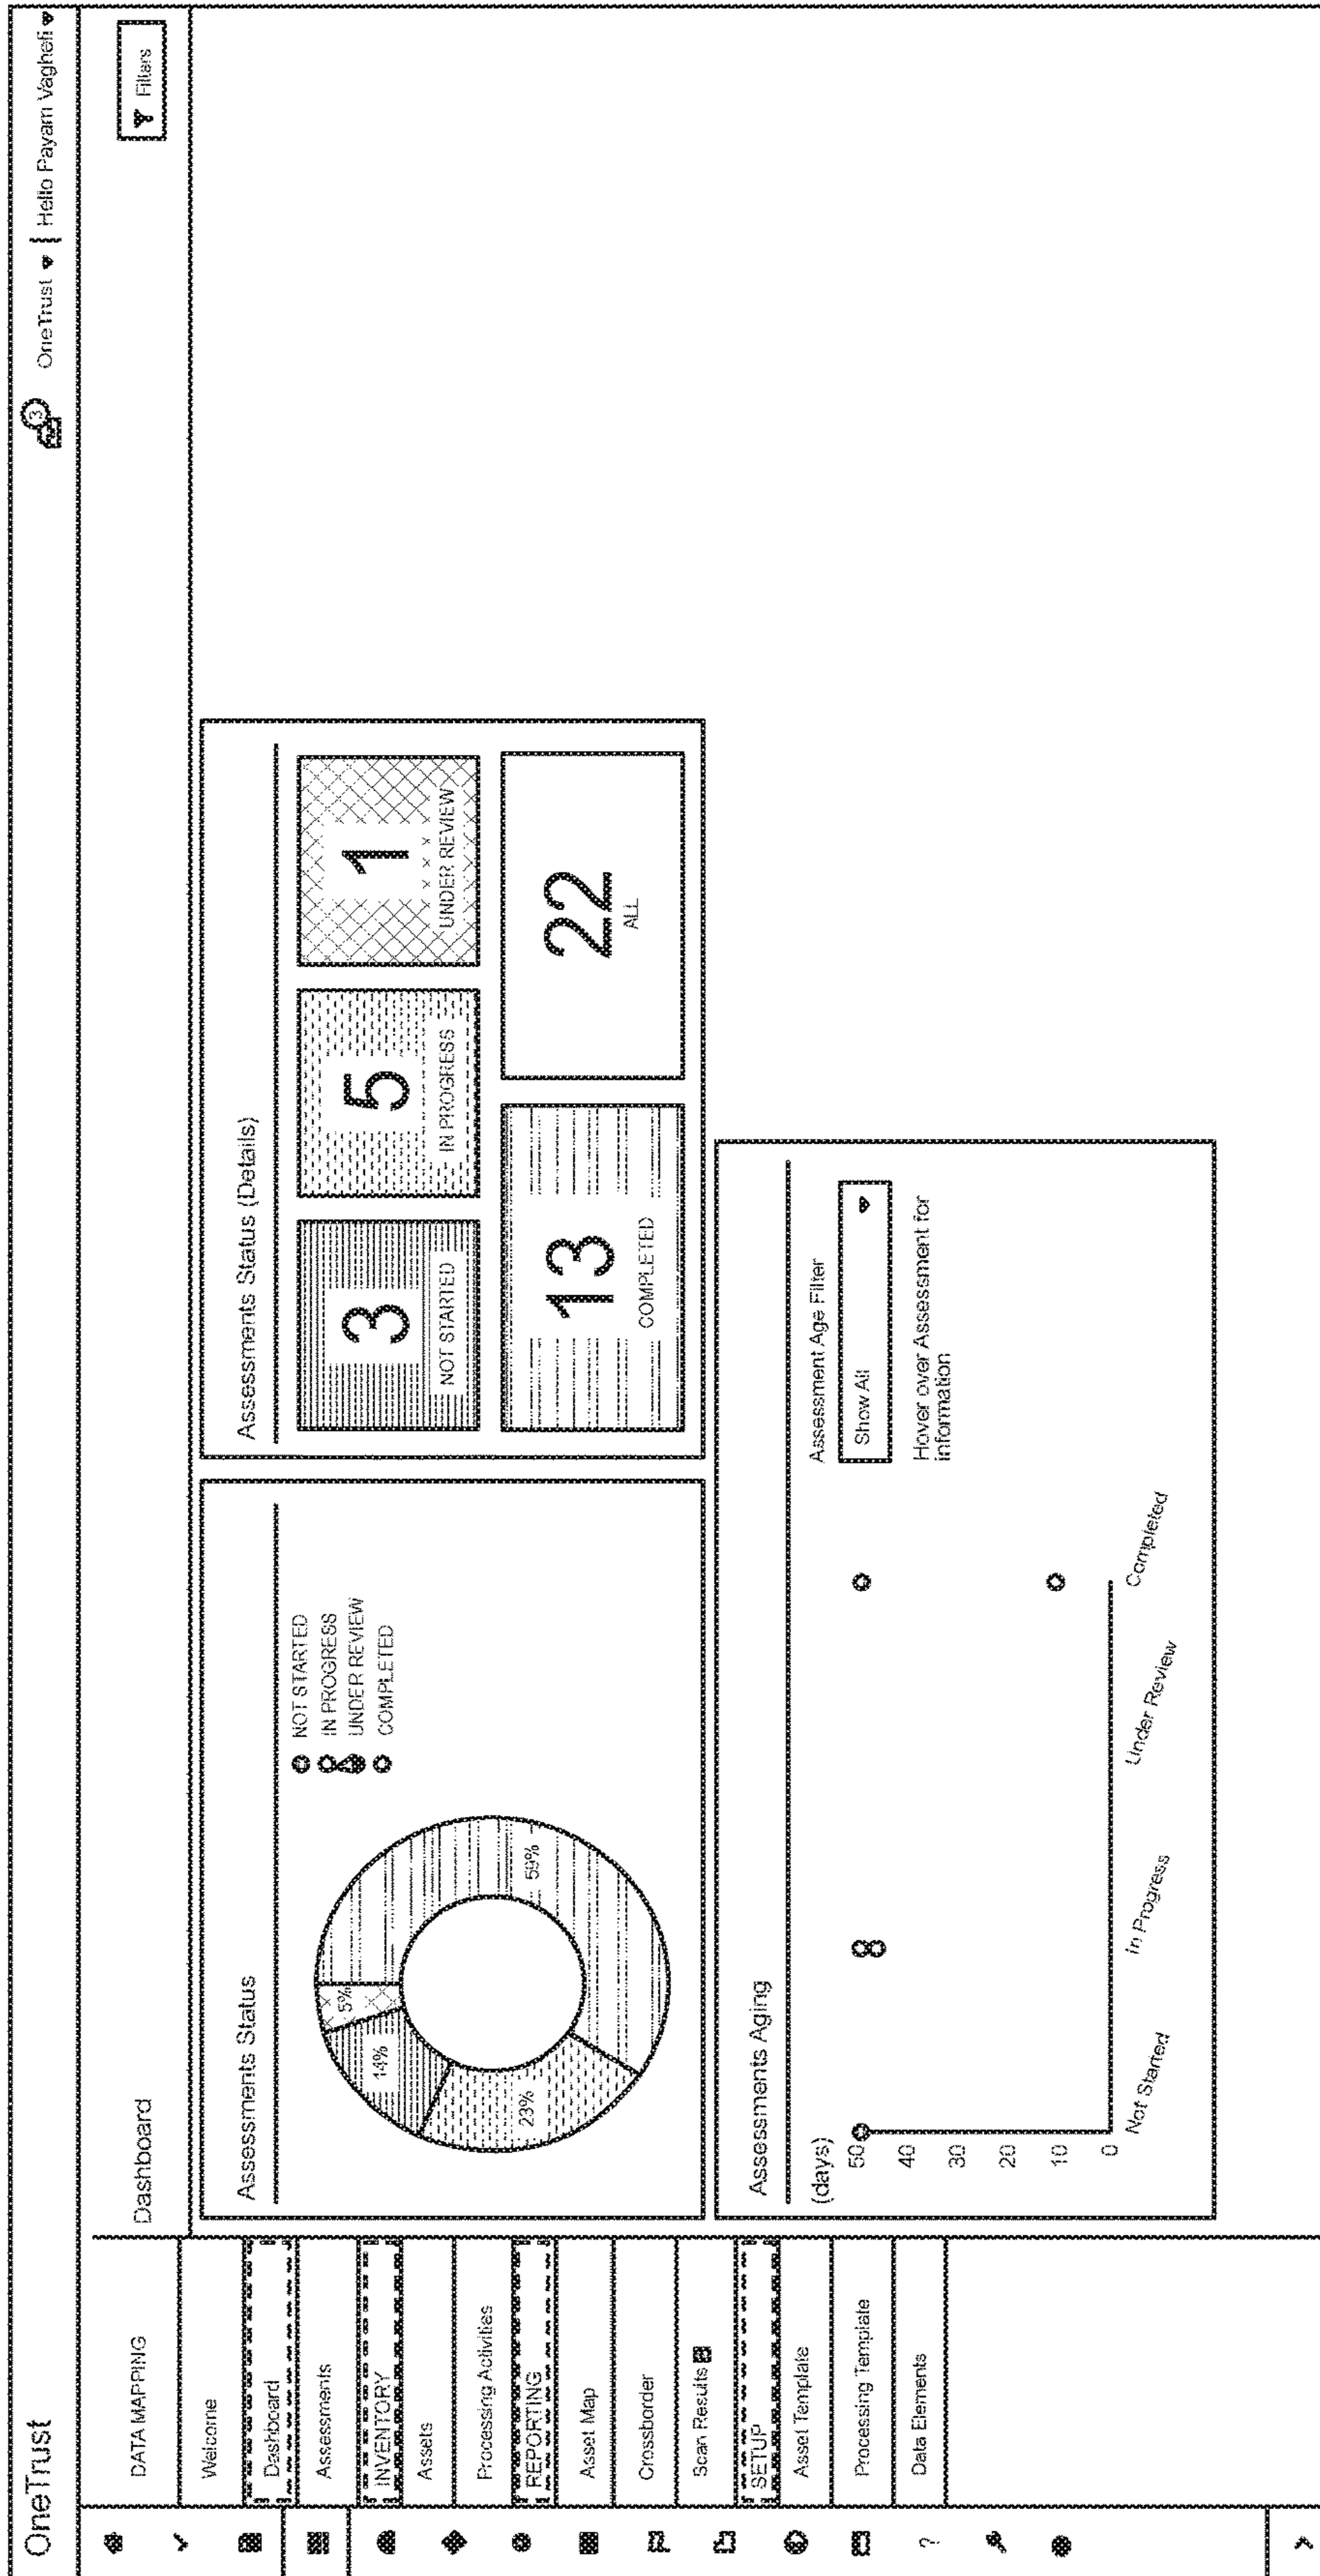 OneTrust
3
OneTrust | Hello Payam Vaghefi
DATA MAPPING
Welcome
Dashboard
Assessments
INVENTORY
Assets
Processing Activities
REPORTING
Asset Map
Crossborder
Scan Results
SETUP
Asset Template
Processing Template
Data Elements
?
Dashboard
Filters
Assessments Status
NOT STARTED
IN PROGRESS
UNDER REVIEW
COMPLETED
5%
14%
23%
59%
Assessments Status (Details)
3
NOT STARTED
5
IN PROGRESS
1
UNDER REVIEW
13
COMPLETED
22
ALL
Assessments Aging
(days)
50
40
30
20
10
0
Not Started
In Progress
Under Review
Completed
Assessment Age Filter
Show All
Hover over Assessment for
information